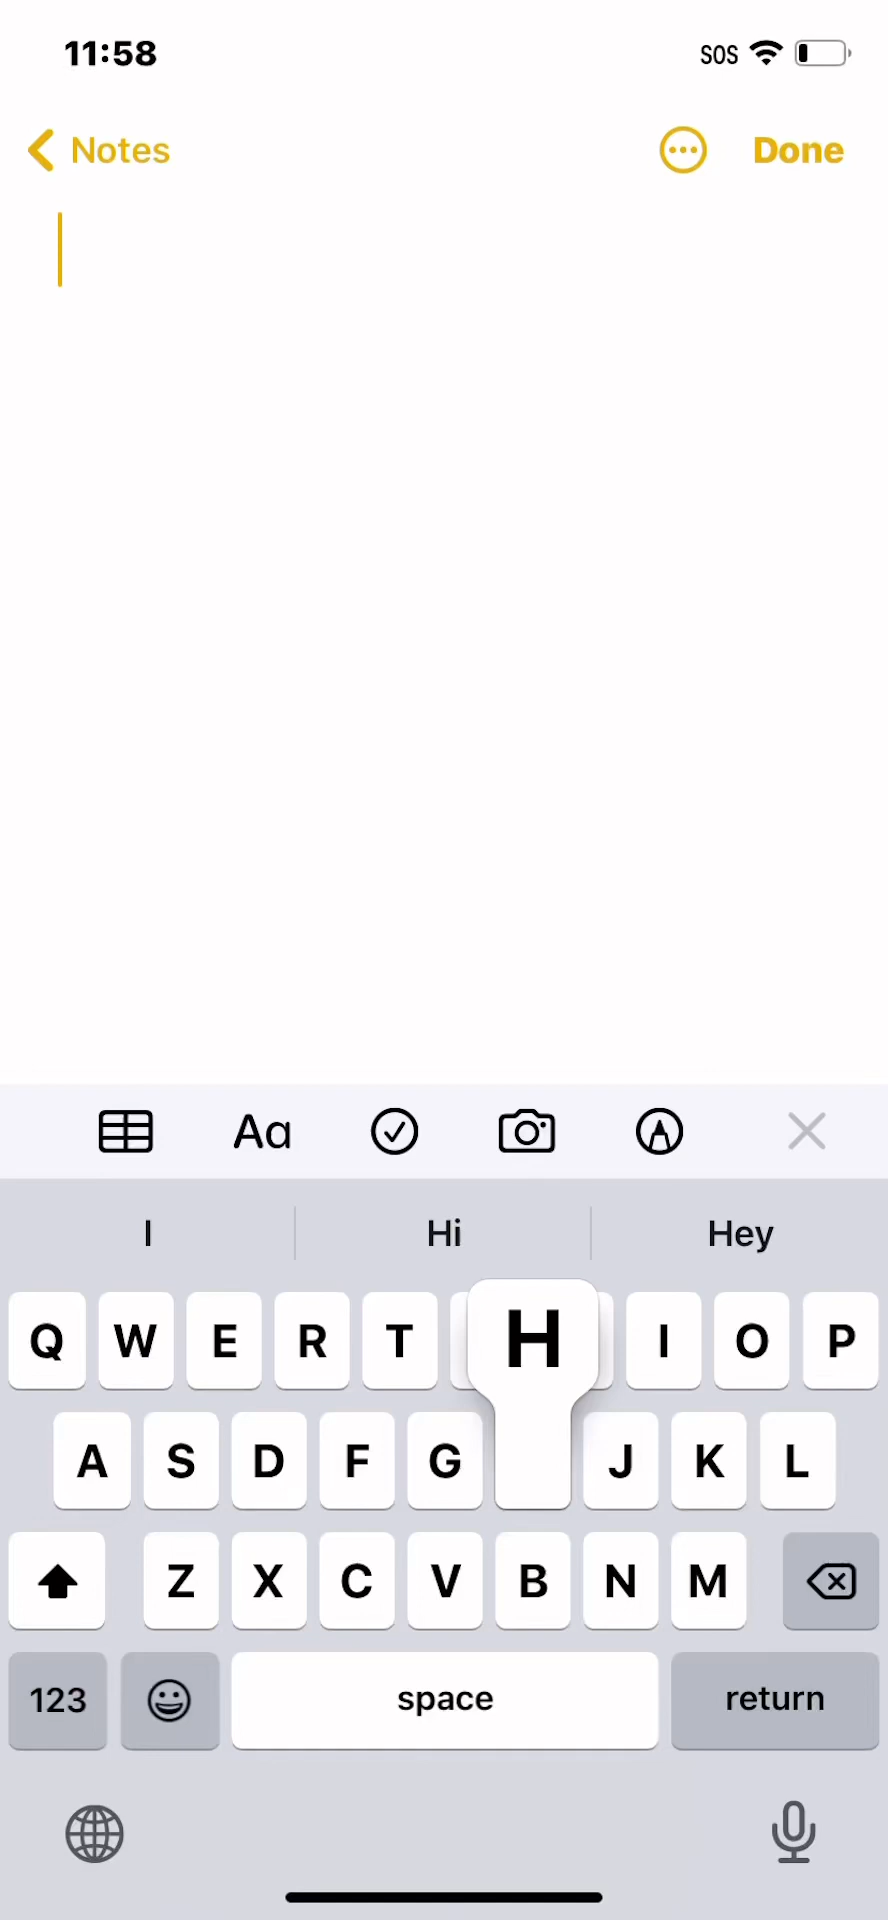 11:58 SOS
Notes Done
Aa
I Hi Hey
Q W E R T H I O P
A S D F G J K L
Z X C V B N M
123 space return